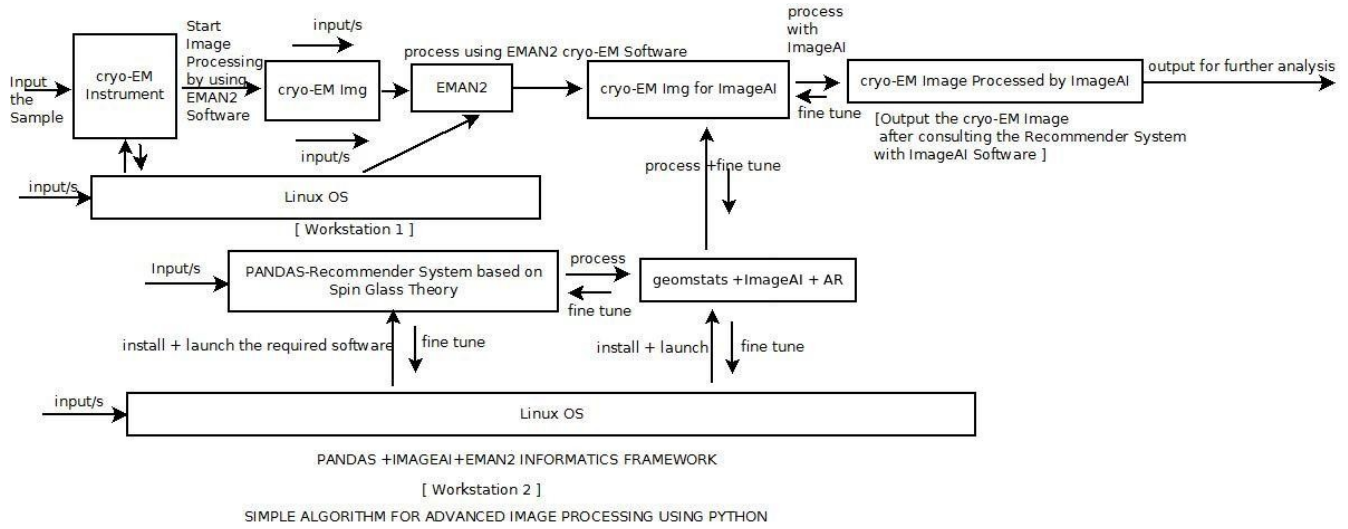 input/s
process
with
ImageAI
Start
Image
Processing
by using
EMAN2
Software
process using EMAN2 cryo-EM Software
Input
the
Sample
cryo-EM
Instrument
cryo-EM Img
EMAN2
cryo-EM Img for ImageAI
cryo-EM Image Processed by ImageAI
output for further analysis
fine tune
[Output the cryo-EM Image
after consulting the Recommender System
with ImageAI Software ]
input/s
process +fine tune
input/s
Linux OS
[ Workstation 1 ]
Input/s
PANDAS-Recommender System based on
Spin Glass Theory
process
fine tune
geomstats +ImageAI + AR
install + launch the required software
fine tune
install + launch
fine tune
input/s
Linux OS
PANDAS +IMAGEAI+EMAN2 INFORMATICS FRAMEWORK
[ Workstation 2 ]
SIMPLE ALGORITHM FOR ADVANCED IMAGE PROCESSING USING PYTHON